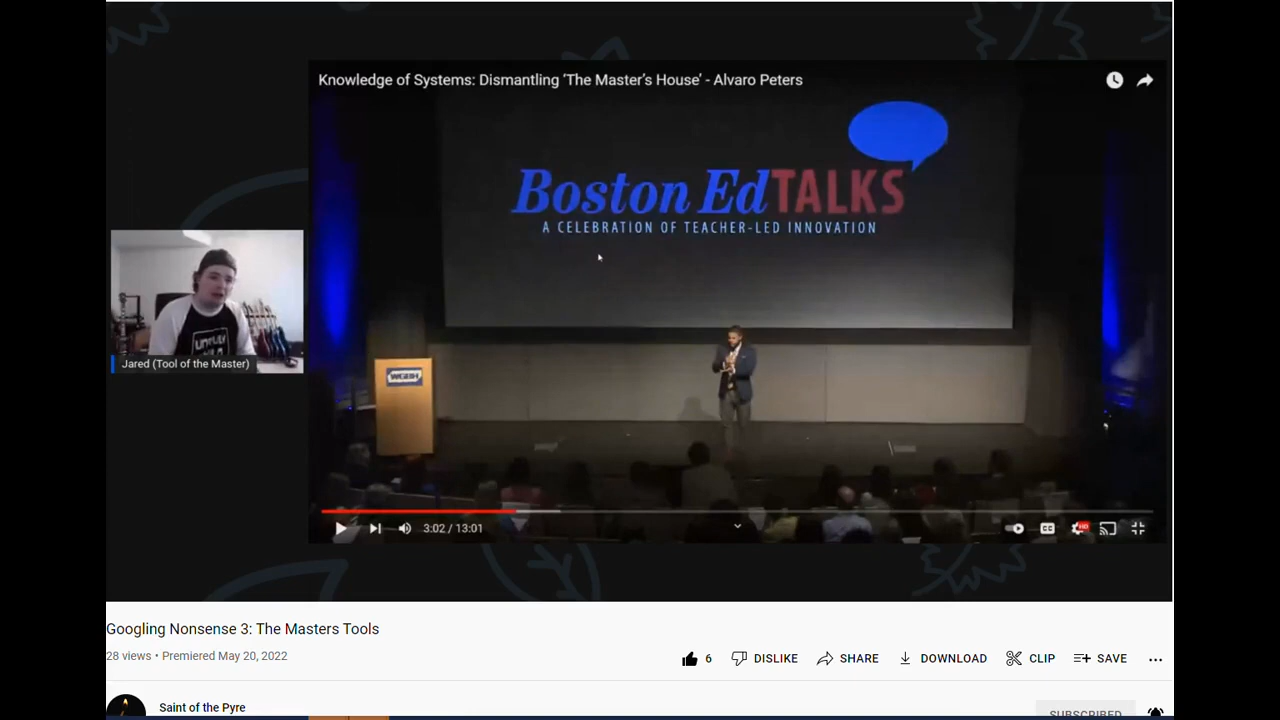 Knowledge of Systems: Dismantling ‘The Master’s House’ - Alvaro Peters
Boston EdTALKS
A CELEBRATION OF TEACHER-LED INNOVATION
WGBH
Jared (Tool of the Master)
3:02 / 13:01
CC
HD
Googling Nonsense 3: The Masters Tools
28 views • Premiered May 20, 2022
6 DISLIKE SHARE DOWNLOAD CLIP SAVE
Saint of the Pyre
SUBSCRIBED